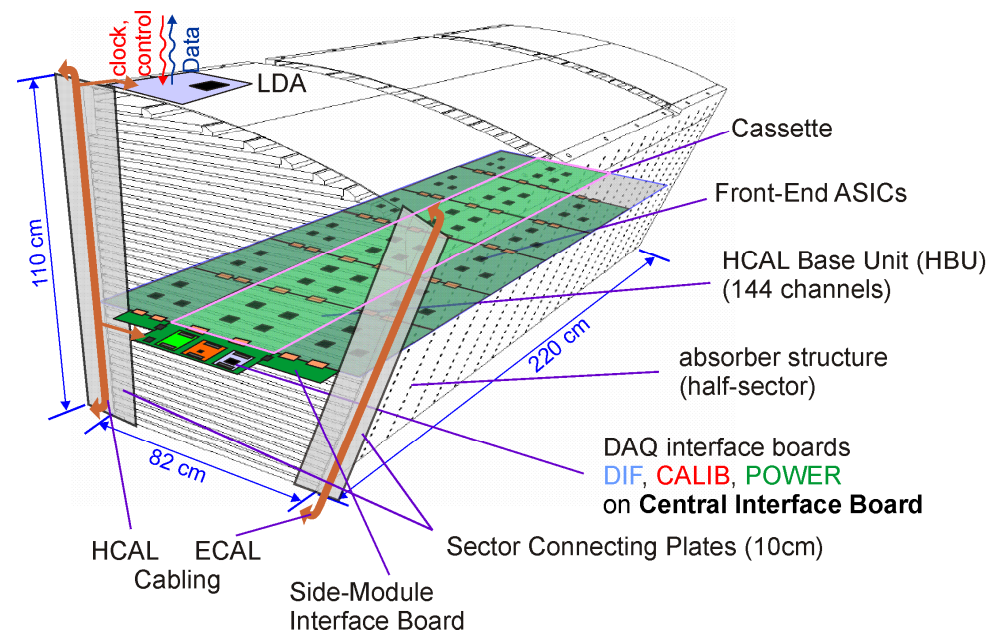 clock,
control
Data
LDA
Cassette
Front-End ASICs
HCAL Base Unit (HBU)
(144 channels)
110 cm
220 cm
absorber structure
(half-sector)
82 cm
DAQ interface boards
DIF, CALIB, POWER
on Central Interface Board
HCAL ECAL
Cabling
Sector Connecting Plates (10cm)
Side-Module
Interface Board